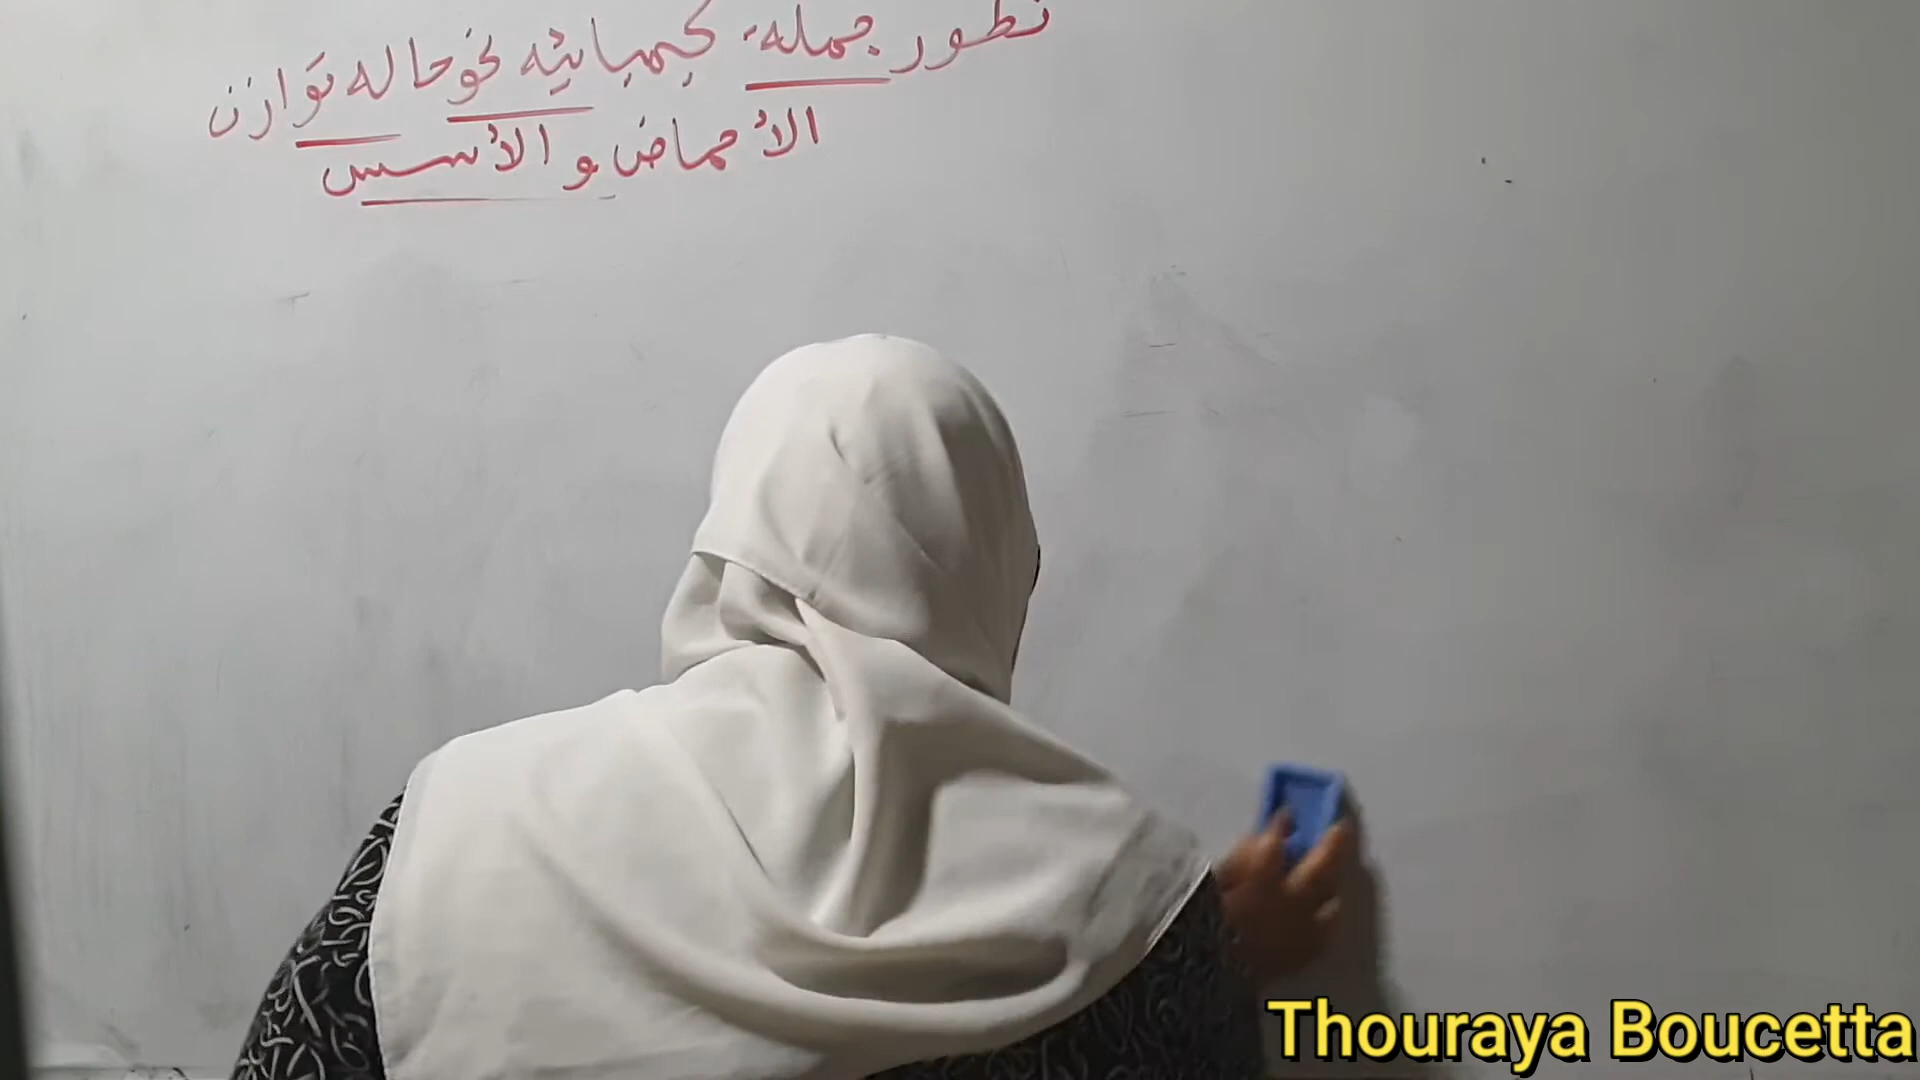 تطور جملة كيميائية نحو حالة توازن
الأحماض و الأسس
Thouraya Boucetta